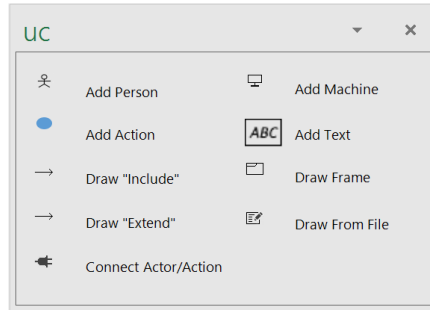 uc
Add Person
Add Machine
Add Action
ABC
Add Text
Draw "Include"
Draw Frame
Draw "Extend"
Draw From File
Connect Actor/Action